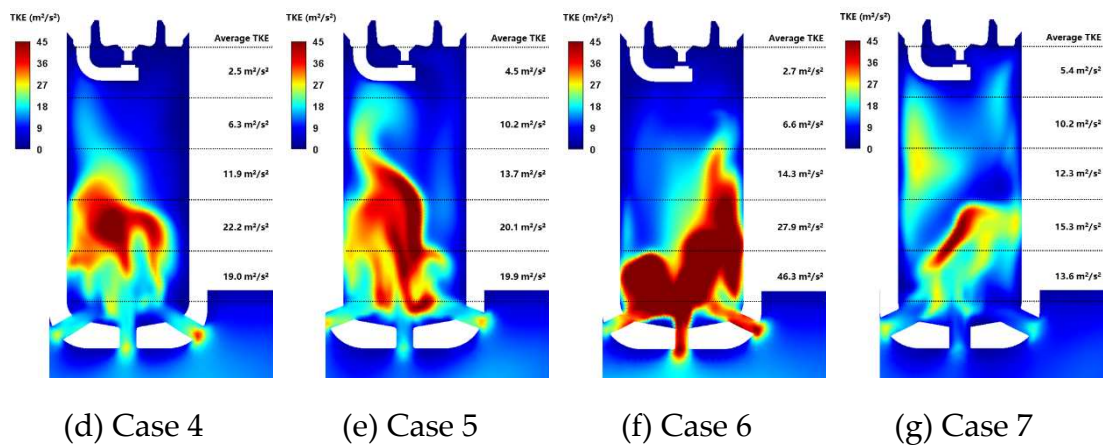 TKE (m²/s²)
45
36
27
18
9
0
Average TKE
2.5 m²/s²
6.3 m²/s²
11.9 m²/s²
22.2 m²/s²
19.0 m²/s²
(d) Case 4
TKE (m²/s²)
45
36
27
18
9
0
Average TKE
4.5 m²/s²
10.2 m²/s²
13.7 m²/s²
20.1 m²/s²
19.9 m²/s²
(e) Case 5
TKE (m²/s²)
45
36
27
18
9
0
Average TKE
2.7 m²/s²
6.6 m²/s²
14.3 m²/s²
27.9 m²/s²
46.3 m²/s²
(f) Case 6
TKE (m²/s²)
45
36
27
18
9
0
Average TKE
5.4 m²/s²
10.2 m²/s²
12.3 m²/s²
15.3 m²/s²
13.6 m²/s²
(g) Case 7